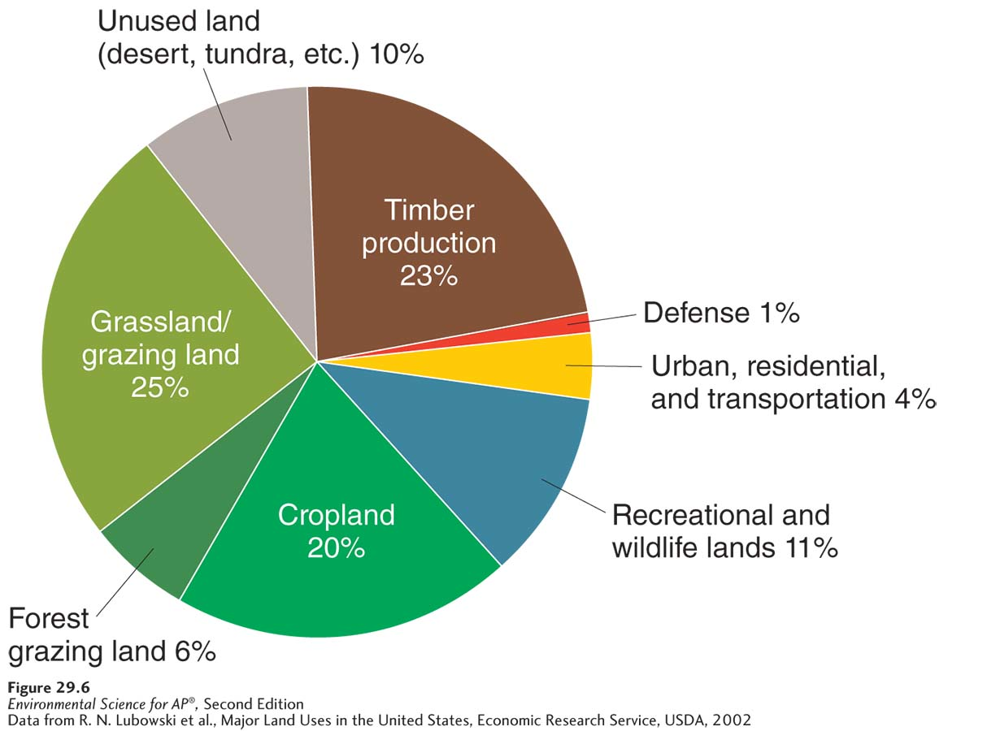 Unused land
(desert, tundra, etc.) 10%
Timber
production
23%
Defense 1%
Grassland/
grazing land
25%
Urban, residential,
and transportation 4%
Cropland
20%
Recreational and
wildlife lands 11%
Forest
grazing land 6%
Figure 29.6
Environmental Science for AP®, Second Edition
Data from R. N. Lubowski et al., Major Land Uses in the United States, Economic Research Service, USDA, 2002